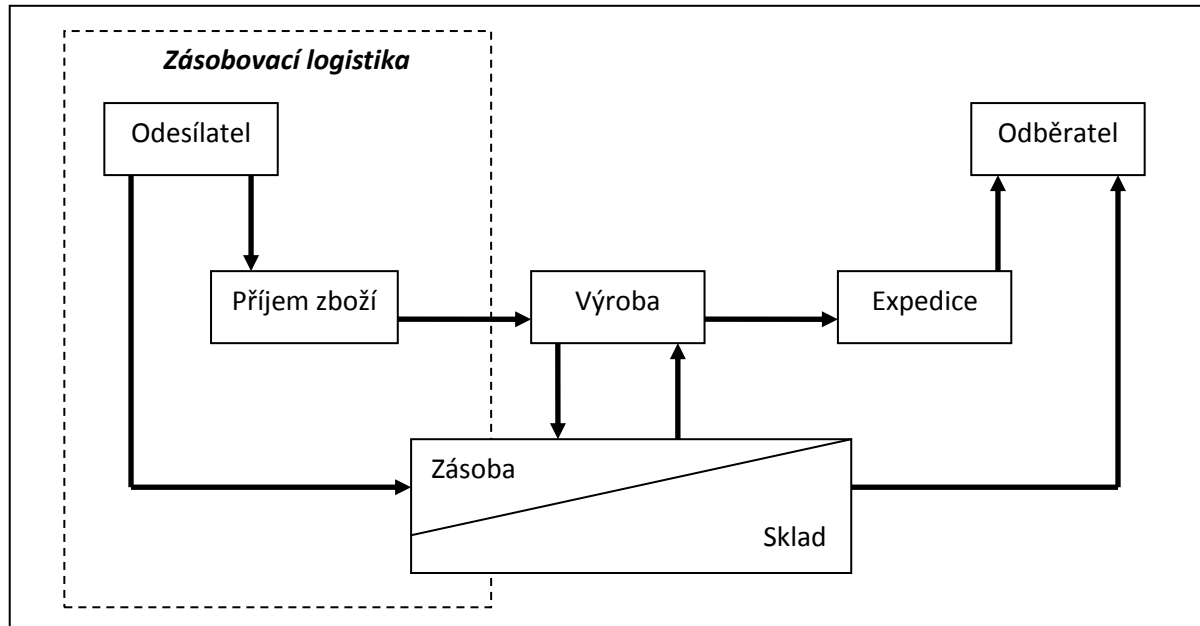 Zásobovací logistika
Odesílatel
Odběratel
Příjem zboží
Výroba
Expedice
Zásoba
Sklad